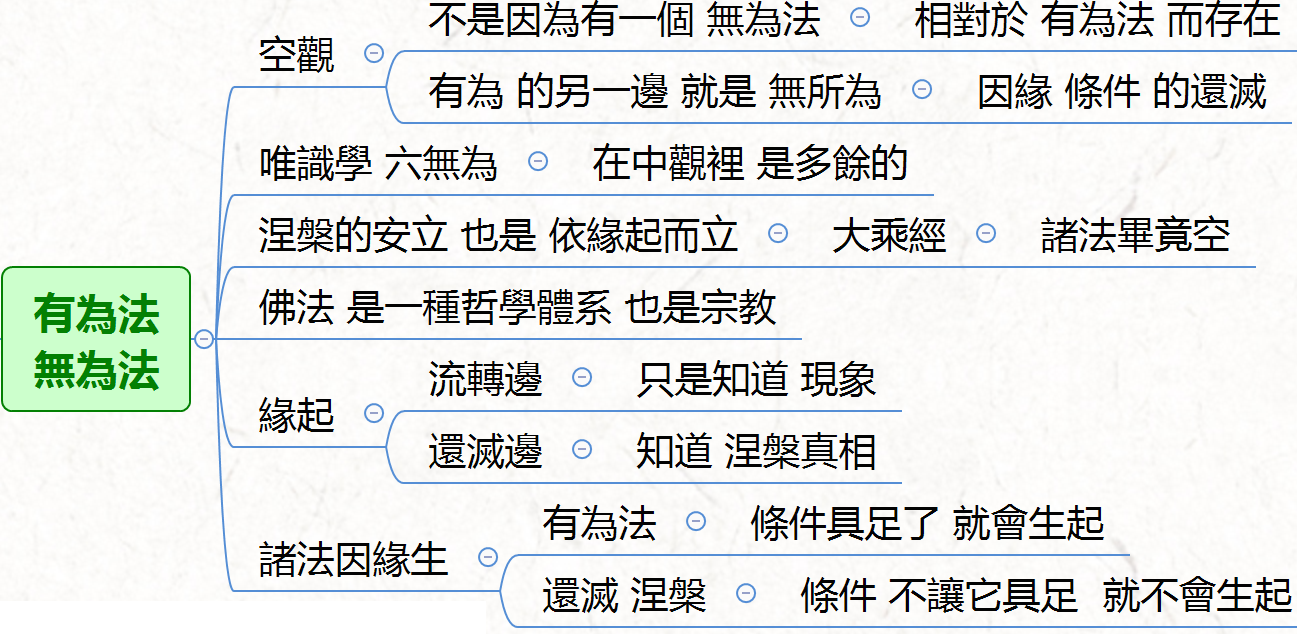 不是因為有一個 無為法 相對於 有為法 而存在
空觀
有為 的另一邊 就是 無所為 因緣 條件 的還滅
唯識學 六無為 在中觀裡 是多餘的
涅槃的安立 也是 依緣起而立 大乘經 諸法畢竟空
有為法
無為法
佛法 是一種哲學體系 也是宗教
流轉邊 只是知道 現象
緣起
還滅邊 知道 涅槃真相
有為法 條件具足了 就會生起
諸法因緣生
還滅 涅槃 條件 不讓它具足 就不會生起